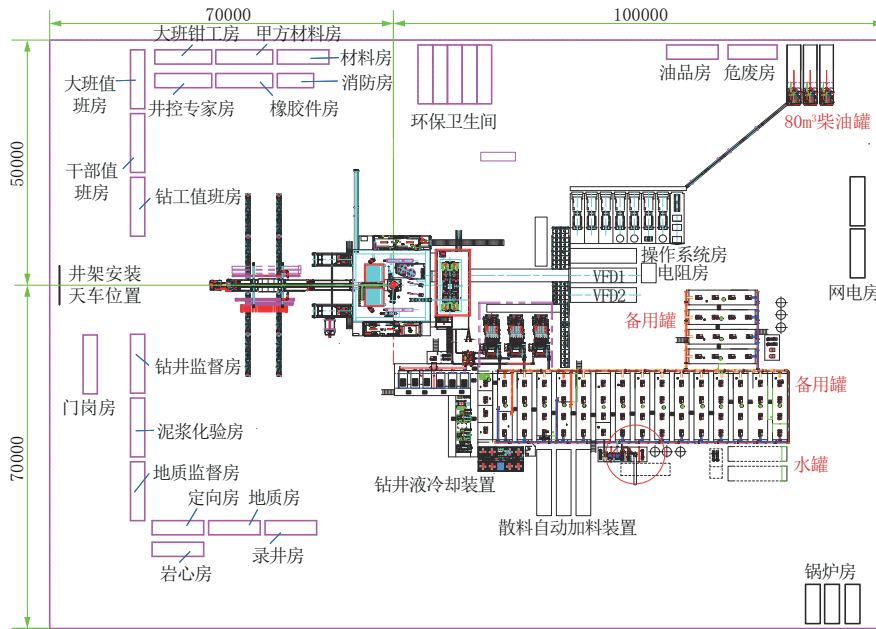 70000
100000
大班钳工房
甲方材料房
材料房
大班值
班房
井控专家房
橡胶件房
消防房
环保卫生间
油品房
危废房
80m³柴油罐
50000
干部值
班房
钻工值班房
操作系统房
VFD1
电阻房
VFD2
网电房
井架安装
天车位置
备用罐
钻井监督房
门岗房
备用罐
70000
泥浆化验房
地质监督房
钻井液冷却装置
水罐
定向房
地质房
散料自动加料装置
岩心房
录井房
锅炉房